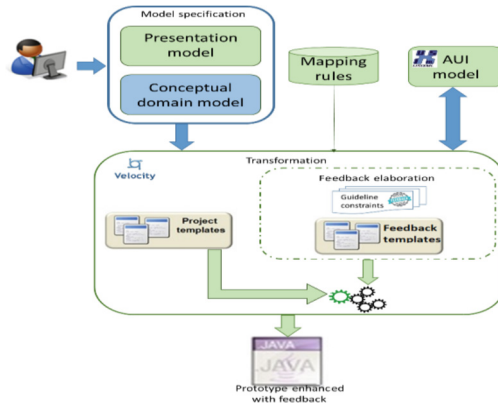 Model specification
Presentation
model
Conceptual
domain model
Mapping
rules
AUI
model
Transformation
Velocity
Feedback elaboration
Guideline
constraints
Project
templates
Feedback
templates
JAVA
JAVA
Prototype enhanced
with feedback